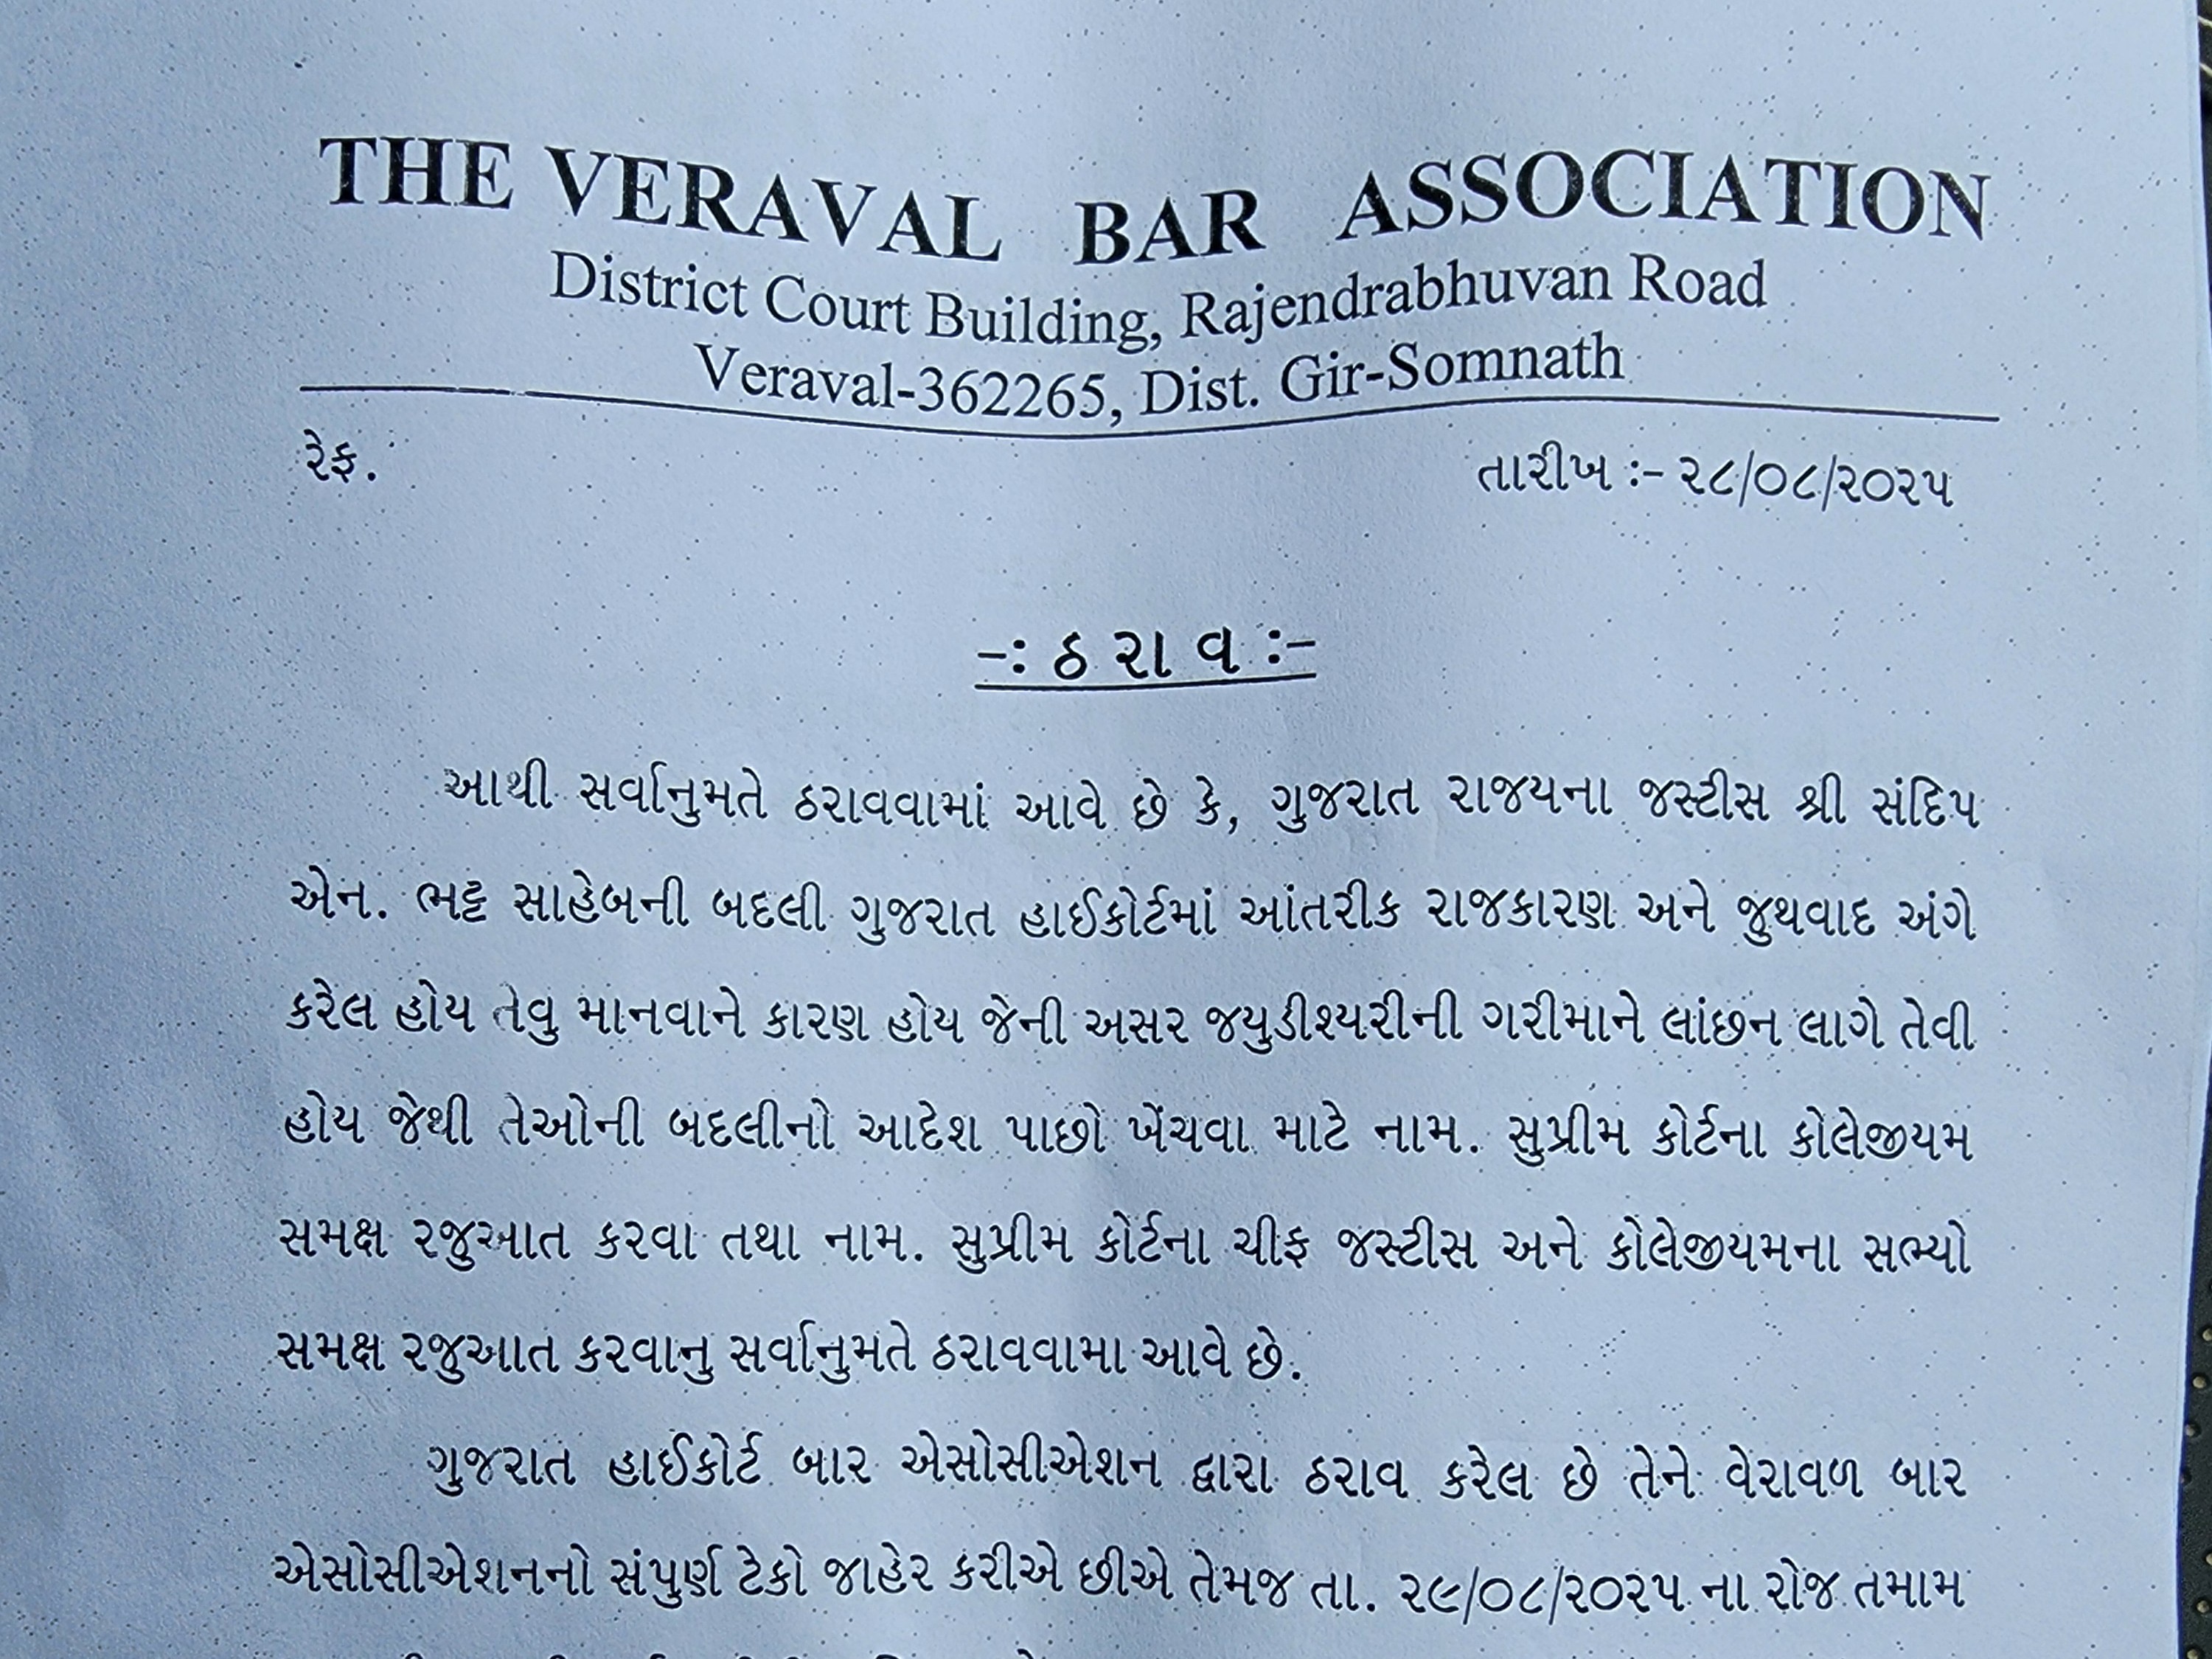 THE VERAVAL BAR ASSOCIATION
District Court Building, Rajendrabhuvan Road
Veraval-362265, Dist. Gir-Somnath
રેફ.
તારીખ :- ૨૮/૦૮/૨૦૨૫
-: ઠ રા વ :-
આથી સર્વાનુમતે ઠરાવવામાં આવે છે કે, ગુજરાત રાજયના જસ્ટીસ શ્રી સંદિપ
એન. ભટ્ટ સાહેબની બદલી ગુજરાત હાઈકોર્ટમાં આંતરીક રાજકારણ અને જુથવાદ અંગે
કરેલ હોય તેવુ માનવાને કારણ હોય જેની અસર જયુડીશ્યરીની ગરીમાને લાંછન લાગે તેવી
હોય જેથી તેઓની બદલીનો આદેશ પાછો ખેંચવા માટે નામ. સુપ્રીમ કોર્ટના કોલેજીયમ
સમક્ષ રજુઆત કરવા તથા નામ. સુપ્રીમ કોર્ટના ચીફ જસ્ટીસ અને કોલેજીયમના સભ્યો
સમક્ષ રજુઆત કરવાનુ સર્વાનુમતે ઠરાવવામા આવે છે.
ગુજરાત હાઈકોર્ટ બાર એસોસીએશન દ્વારા ઠરાવ કરેલ છે તેને વેરાવળ બાર
એસોસીએશનનો સંપુર્ણ ટેકો જાહેર કરીએ છીએ તેમજ તા. ૨૯/૦૮/૨૦૨૫ ના રોજ તમામ